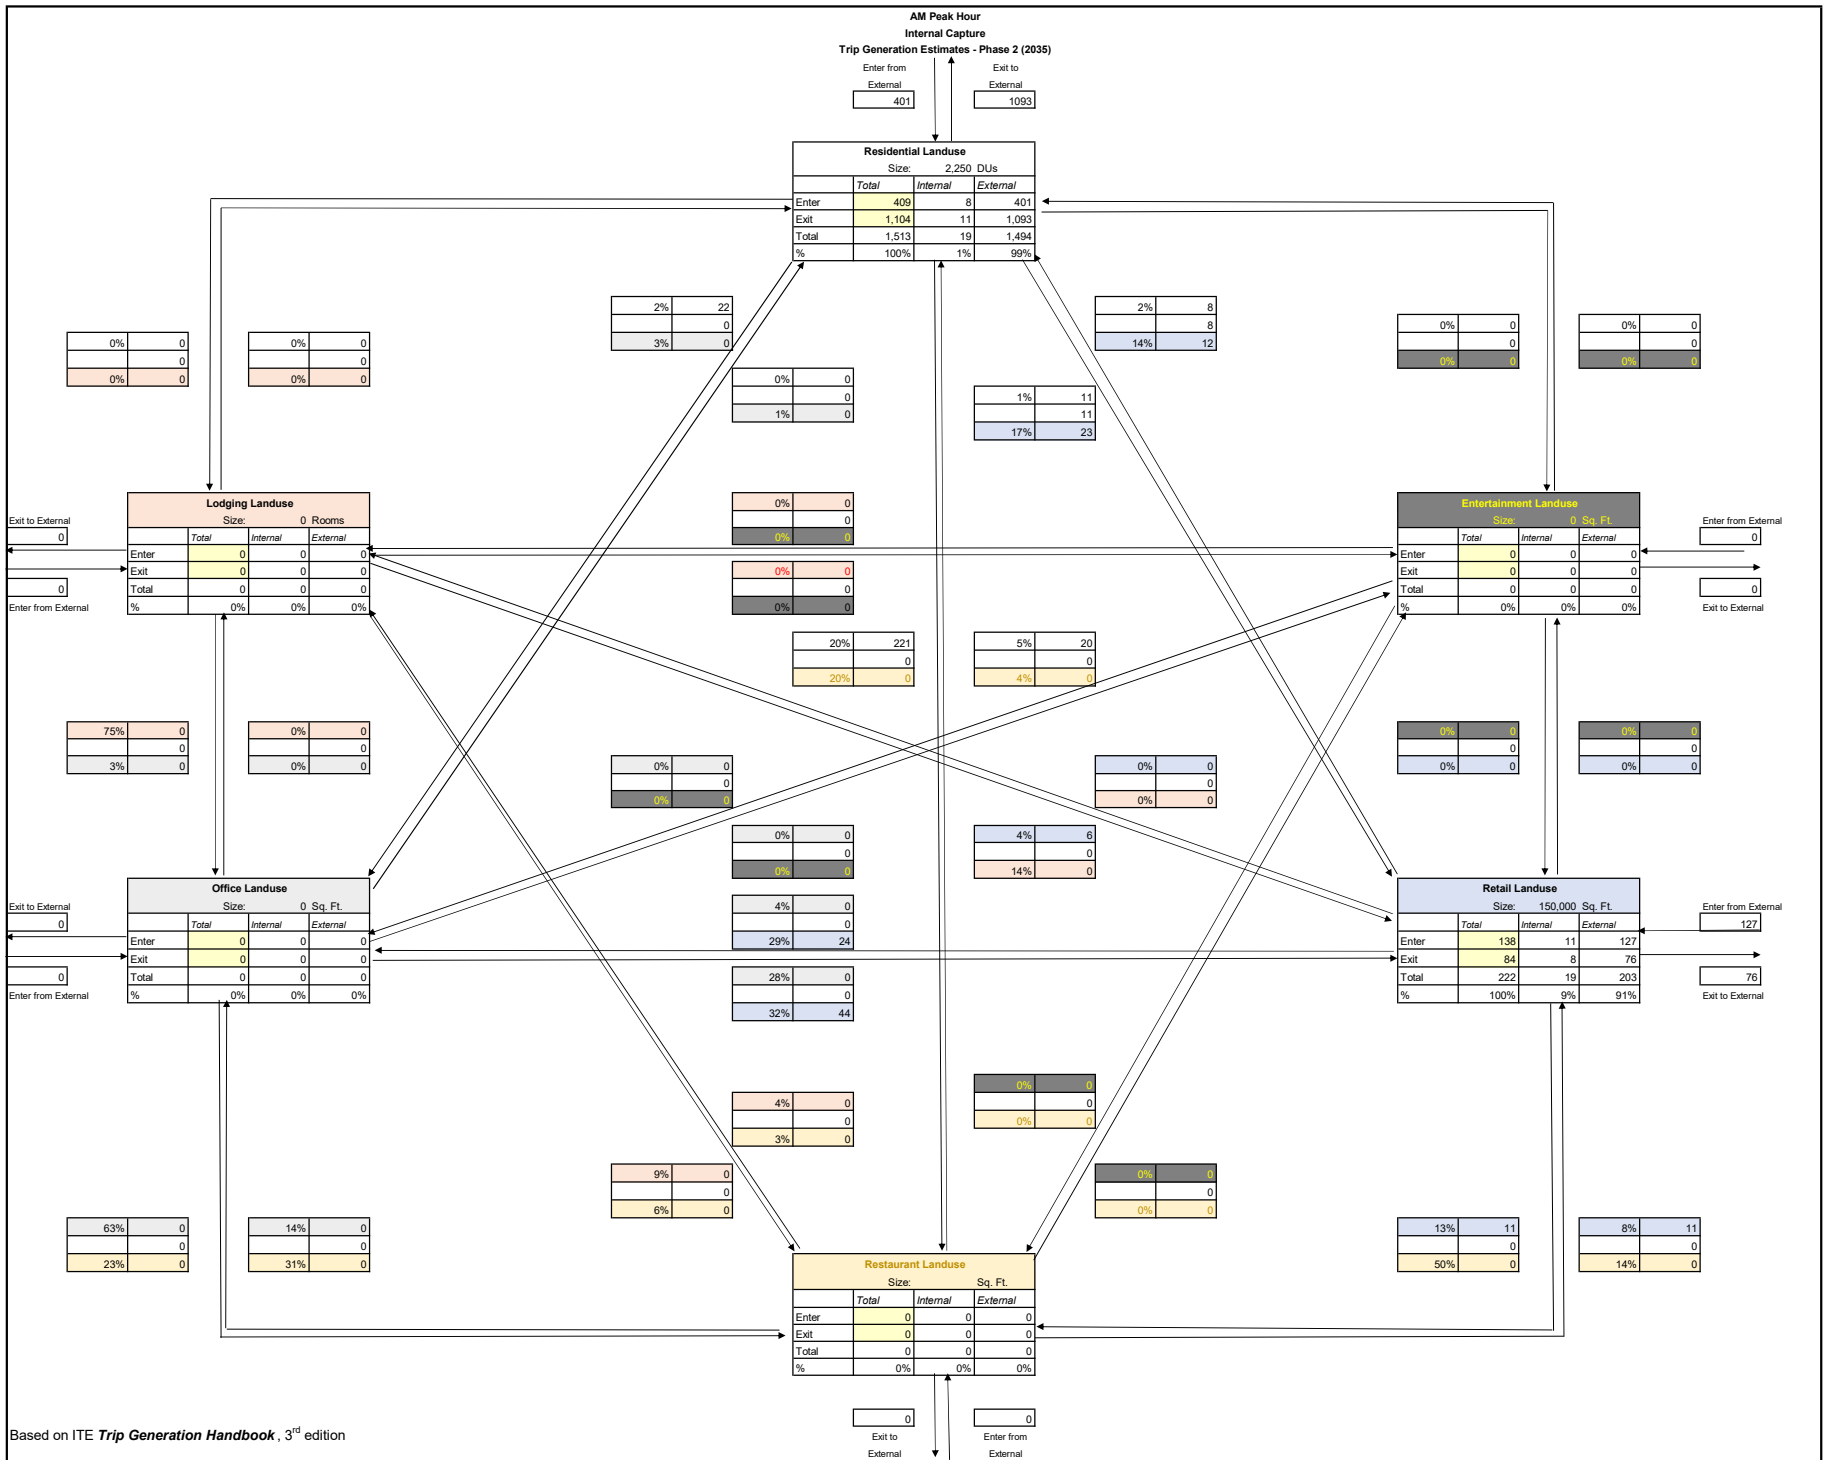 AM Peak Hour
Internal Capture
Trip Generation Estimates - Phase 2 (2035)
Enter from Exit to
External External
401 1093
Residential Landuse
Size: 2,250 DUs
Total Internal External
Enter 409 8 401
Exit 1,104 11 1,093
Total 1,513 19 1,494
% 100% 1% 99%
2% 22
0
3% 0
2% 8
8
14% 12
0% 0
0
0% 0
0% 0
0
0% 0
0% 0
0
0% 0
0% 0
0
0% 0
0% 0
0
1% 0
1% 11
11
17% 23
Lodging Landuse
Size: 0 Rooms
Total Internal External
Enter 0 0 0
Exit 0 0 0
Total 0 0 0
% 0% 0% 0%
Exit to External
0
0
Enter from External
0% 0
0
0% 0
0% 0
0
0% 0
Entertainment Landuse
Size: 0 Sq. Ft.
Total Internal External
Enter 0 0 0
Exit 0 0 0
Total 0 0 0
% 0% 0% 0%
Enter from External
0
0
Exit to External
20% 221
0
20% 0
5% 20
0
4% 0
75% 0
0
3% 0
0% 0
0
0% 0
0% 0
0
0% 0
0% 0
0
0% 0
0% 0
0
0% 0
0% 0
0
0% 0
0% 0
0
0% 0
4% 6
0
14% 0
Office Landuse
Size: 0 Sq. Ft.
Total Internal External
Enter 0 0 0
Exit 0 0 0
Total 0 0 0
% 0% 0% 0%
Exit to External
0
0
Enter from External
4% 0
0
29% 24
28% 0
0
32% 44
Retail Landuse
Size: 150,000 Sq. Ft.
Total Internal External
Enter 138 11 127
Exit 84 8 76
Total 222 19 203
% 100% 9% 91%
Enter from External
127
76
Exit to External
0% 0
0
0% 0
4% 0
0
3% 0
9% 0
0
6% 0
0% 0
0
0% 0
63% 0
0
23% 0
14% 0
0
31% 0
13% 11
0
50% 0
8% 11
0
14% 0
Restaurant Landuse
Size: Sq. Ft.
Total Internal External
Enter 0 0 0
Exit 0 0 0
Total 0 0 0
% 0% 0% 0%
0 0
Exit to Enter from
External External
Based on ITE Trip Generation Handbook, 3rd edition